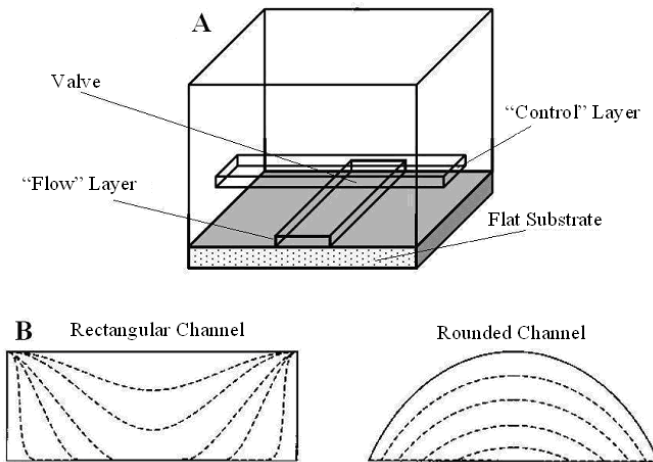 A
Valve
“Control” Layer
“Flow” Layer
Flat Substrate
B
Rectangular Channel
Rounded Channel